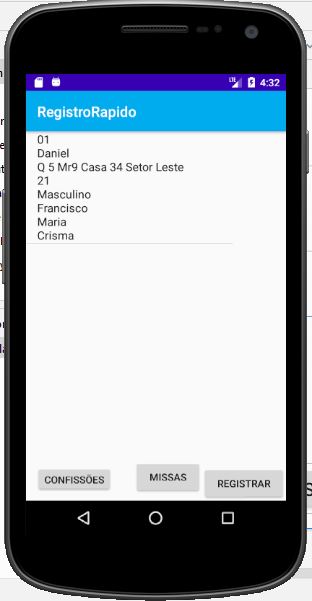 LTE 4:32
RegistroRapido
01
Daniel
Q 5 Mr9 Casa 34 Setor Leste
21
Masculino
Francisco
Maria
Crisma
CONFISSÕES MISSAS REGISTRAR